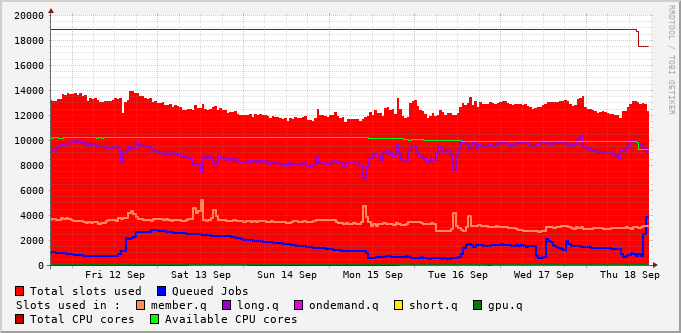 20000
18000
16000
14000
12000
10000
8000
6000
4000
2000
0
Fri 12 Sep Sat 13 Sep Sun 14 Sep Mon 15 Sep Tue 16 Sep Wed 17 Sep Thu 18 Sep
Total slots used Queued Jobs
Slots used in : member.q long.q ondemand.q short.q gpu.q
Total CPU cores Available CPU cores
RRDTOOL / TOBI OETIKER